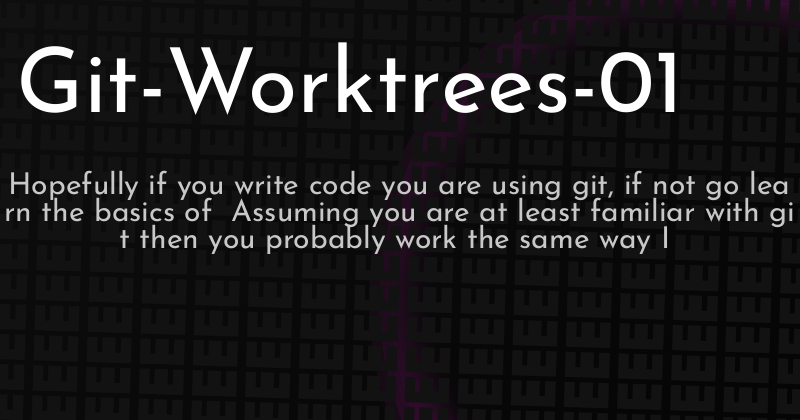 Git-Worktrees-01
Hopefully if you write code you are using git, if not go lea
rn the basics of  Assuming you are at least familiar with gi
t then you probably work the same way I